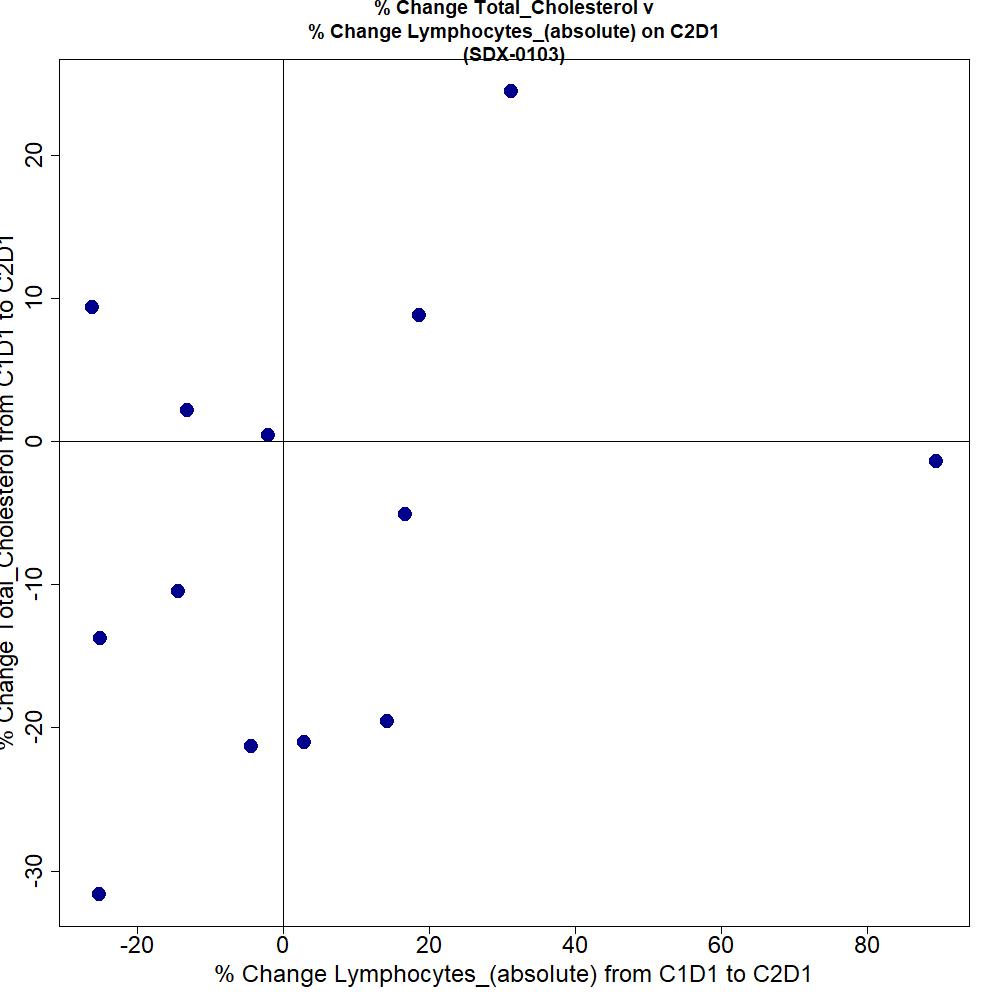 % Change Total_Cholesterol v
% Change Lymphocytes_(absolute) on C2D1
(SDX-0103)
% Change Total_Cholesterol from C1D1 to C2D1
20
10
0
-10
-20
-30
-20
0
20
40
60
80
% Change Lymphocytes_(absolute) from C1D1 to C2D1